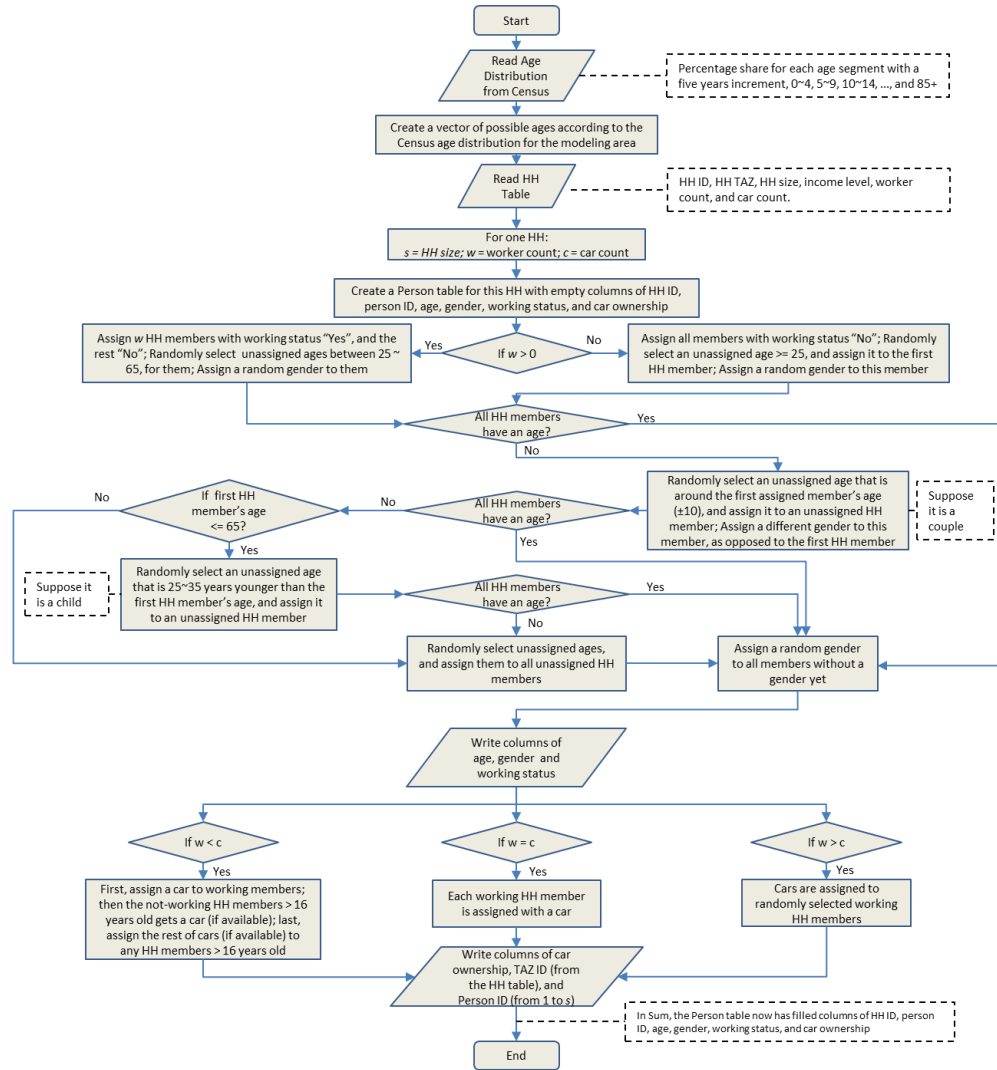 Start
Read Age
Distribution
from Census
Percentage share for each age segment with a
five years increment, 0~4, 5~9, 10~14, ..., and 85+
Create a vector of possible ages according to the
Census age distribution for the modeling area
Read HH
Table
HH ID, HH TAZ, HH size, income level, worker
count, and car count.
For one HH:
s = HH size; w = worker count; c = car count
Create a Person table for this HH with empty columns of HH ID,
person ID, age, gender, working status, and car ownership
Assign w HH members with working status “Yes”, and the
rest “No”; Randomly select unassigned ages between 25 ~
65, for them; Assign a random gender to them
Yes
If w > 0
No
Assign all members with working status “No”; Randomly
select an unassigned age >= 25, and assign it to the first
HH member; Assign a random gender to this member
All HH members
have an age?
Yes
No
No
If first HH
member’s age
<= 65?
Yes
No
All HH members
have an age?
Yes
Randomly select an unassigned age that is
around the first assigned member’s age
(±10), and assign it to an unassigned HH
member; Assign a different gender to this
member, as opposed to the first HH member
Suppose
it is a
couple
Suppose it
is a child
Randomly select an unassigned age
that is 25~35 years younger than the
first HH member’s age, and assign it
to an unassigned HH member
All HH members
have an age?
Yes
No
Randomly select unassigned ages,
and assign them to all unassigned HH
members
Assign a random gender
to all members without a
gender yet
Write columns of
age, gender and
working status
If w < c
Yes
If w = c
Yes
If w > c
Yes
First, assign a car to working members;
then the not-working HH members > 16
years old gets a car (if available); last,
assign the rest of cars (if available) to
any HH members > 16 years old
Each working HH member
is assigned with a car
Cars are assigned to
randomly selected working
HH members
Write columns of car
ownership, TAZ ID (from
the HH table), and
Person ID (from 1 to s)
In Sum, the Person table now has filled columns of HH ID, person
ID, age, gender, working status, and car ownership
End